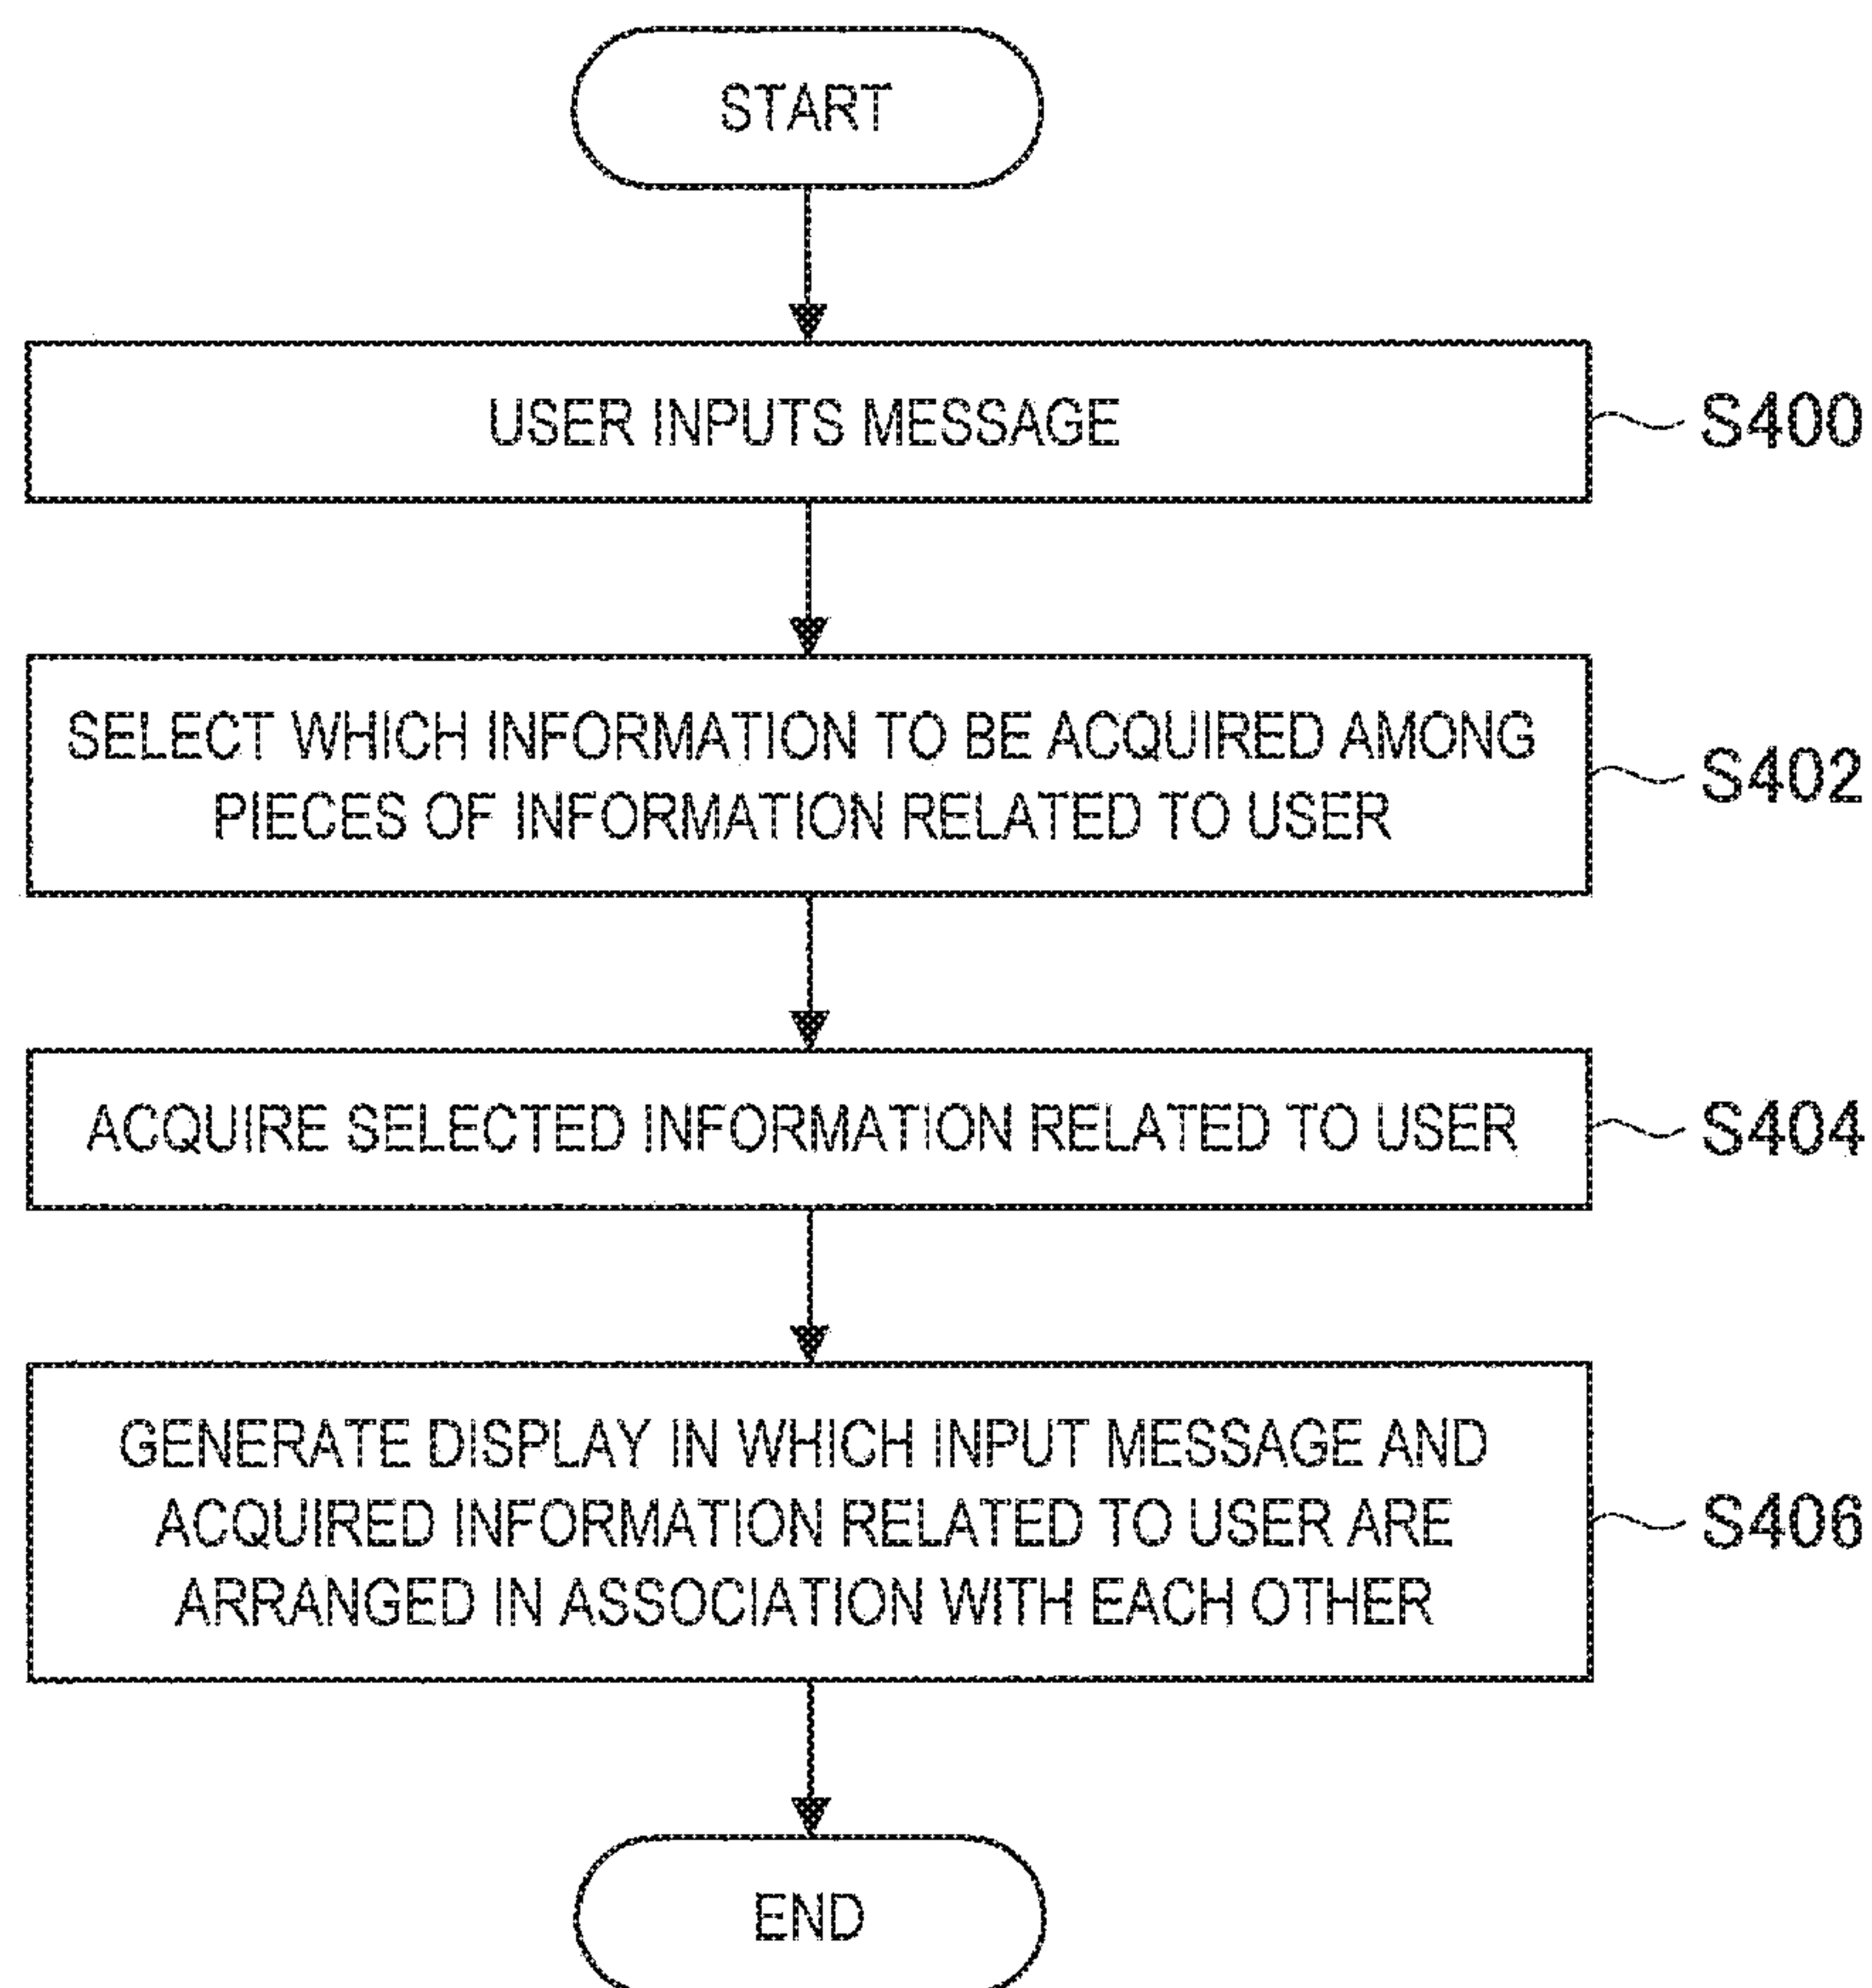 START
USER INPUTS MESSAGE
S400
SELECT WHICH INFORMATION TO BE ACQUIRED AMONG
PIECES OF INFORMATION RELATED TO USER
S402
ACQUIRE SELECTED INFORMATION RELATED TO USER
S404
GENERATE DISPLAY IN WHICH INPUT MESSAGE AND
ACQUIRED INFORMATION RELATED TO USER ARE
ARRANGED IN ASSOCIATION WITH EACH OTHER
S406
END